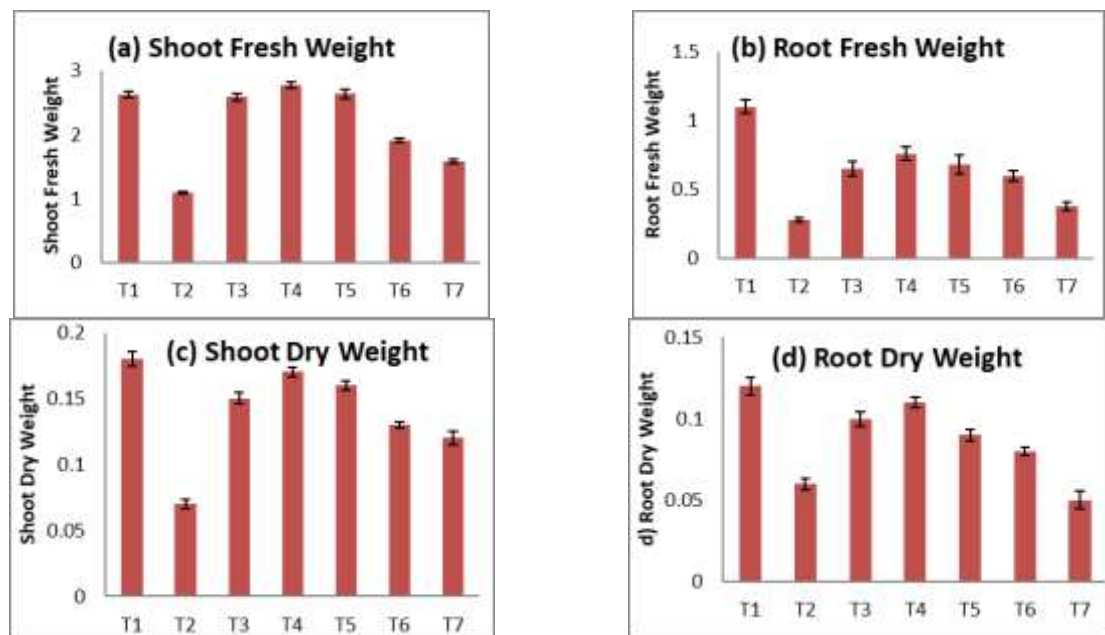 (a) Shoot Fresh Weight
Shoot Fresh Weight
3
2
1
0
T1 T2 T3 T4 T5 T6 T7
(b) Root Fresh Weight
Root Fresh Weight
1.5
1
0.5
0
T1 T2 T3 T4 T5 T6 T7
(c) Shoot Dry Weight
Shoot Dry Weight
0.2
0.15
0.1
0.05
0
T1 T2 T3 T4 T5 T6 T7
(d) Root Dry Weight
d) Root Dry Weight
0.15
0.1
0.05
0
T1 T2 T3 T4 T5 T6 T7